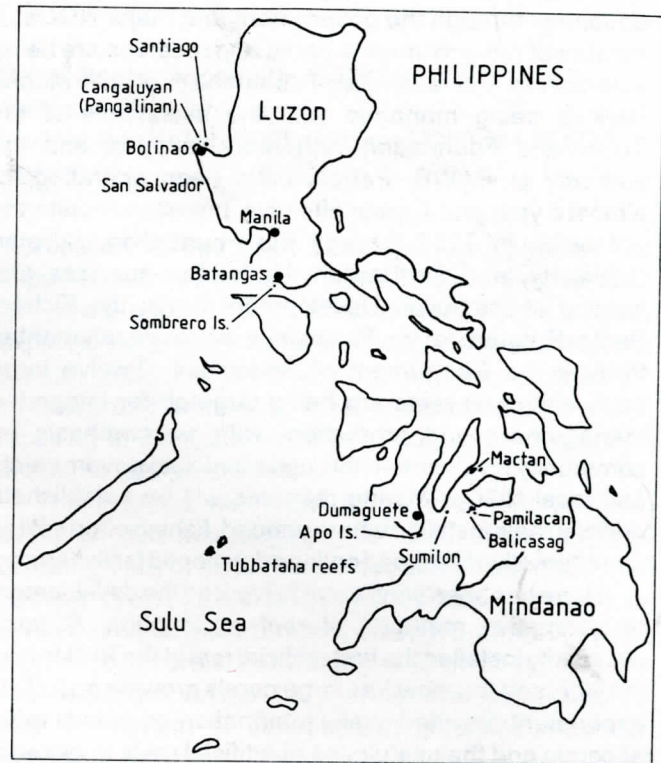 Santiago
PHILIPPINES
Cangaluyan
(Pangalinan)
Luzon
Bolinao
San Salvador
Manila
Batangas
Sombrero Is.
Mactan
Dumaguete
Pamilacan
Apo Is.
Balicasag
Sumilon
Tubbataha reefs
Mindanao
Sulu Sea